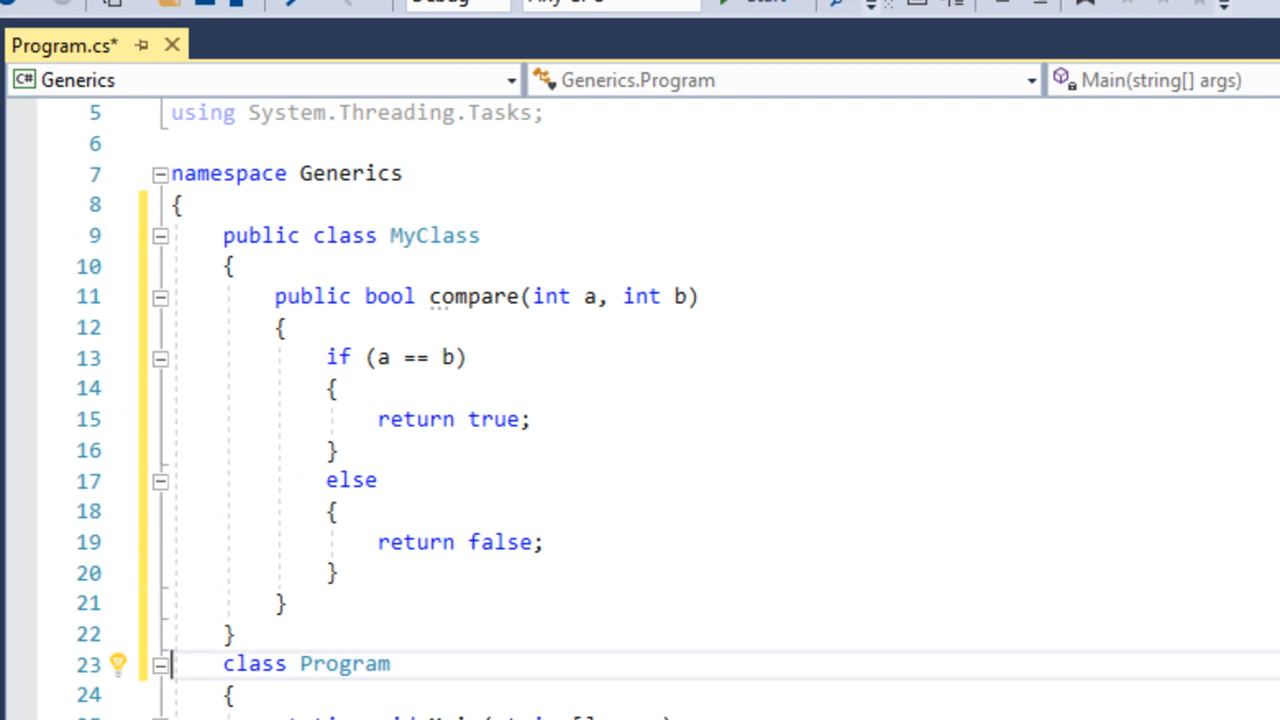 Program.cs*
C# Generics
Generics.Program
Main(string[] args)
5 using System.Threading.Tasks;
6
7 namespace Generics
8 {
9 public class MyClass
10 {
11 public bool compare(int a, int b)
12 {
13 if (a == b)
14 {
15 return true;
16 }
17 else
18 {
19 return false;
20 }
21 }
22 }
23 class Program
24 {